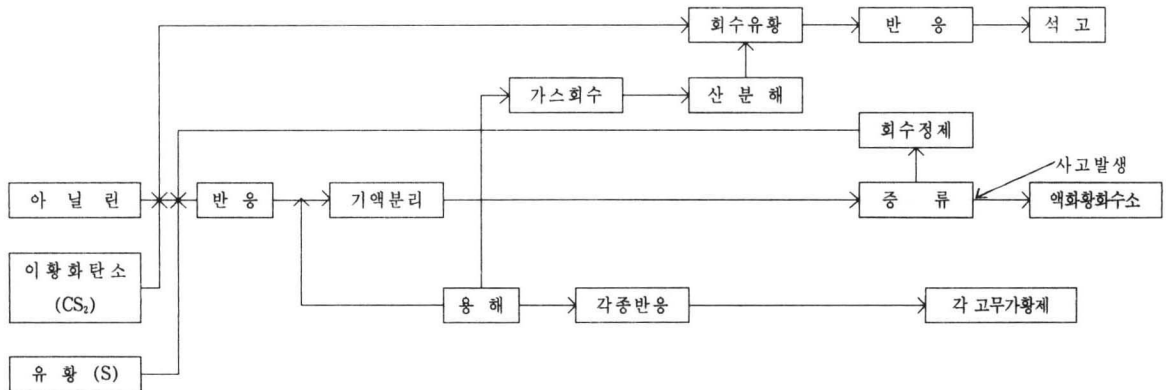 회수유황
반 응
석 고
가스회수
산 분 해
회수정제
사고발생
아 닐 린
반 응
기액분리
증 류
액화황화수소
이황화탄소
(CS₂)
용 해
각종반응
각 고무가황제
유 황 (S)